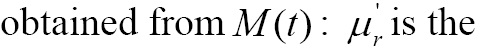 obtained from M(t) : μ'r is the